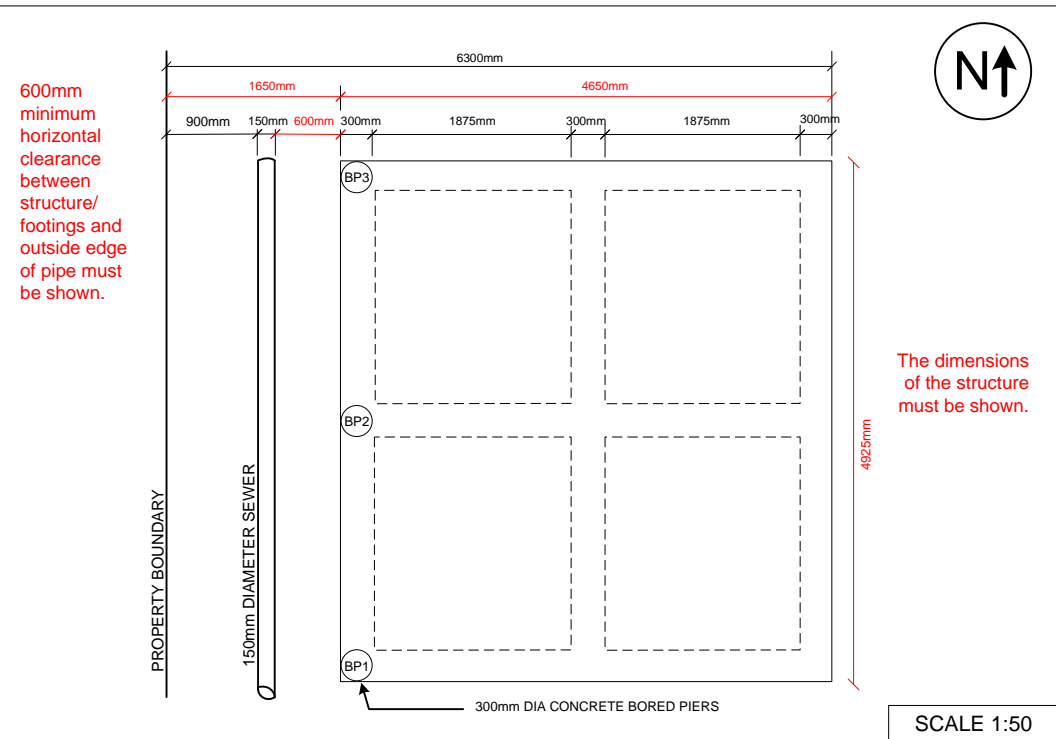 6300mm
N
1650mm
4650mm
900mm
150mm
600mm
300mm
1875mm
300mm
1875mm
300mm
600mm
minimum
horizontal
clearance
between
structure/
footings and
outside edge
of pipe must
be shown.
BP3
BP2
BP1
PROPERTY BOUNDARY
150mm DIAMETER SEWER
The dimensions
of the structure
must be shown.
4925mm
300mm DIA CONCRETE BORED PIERS
SCALE 1:50